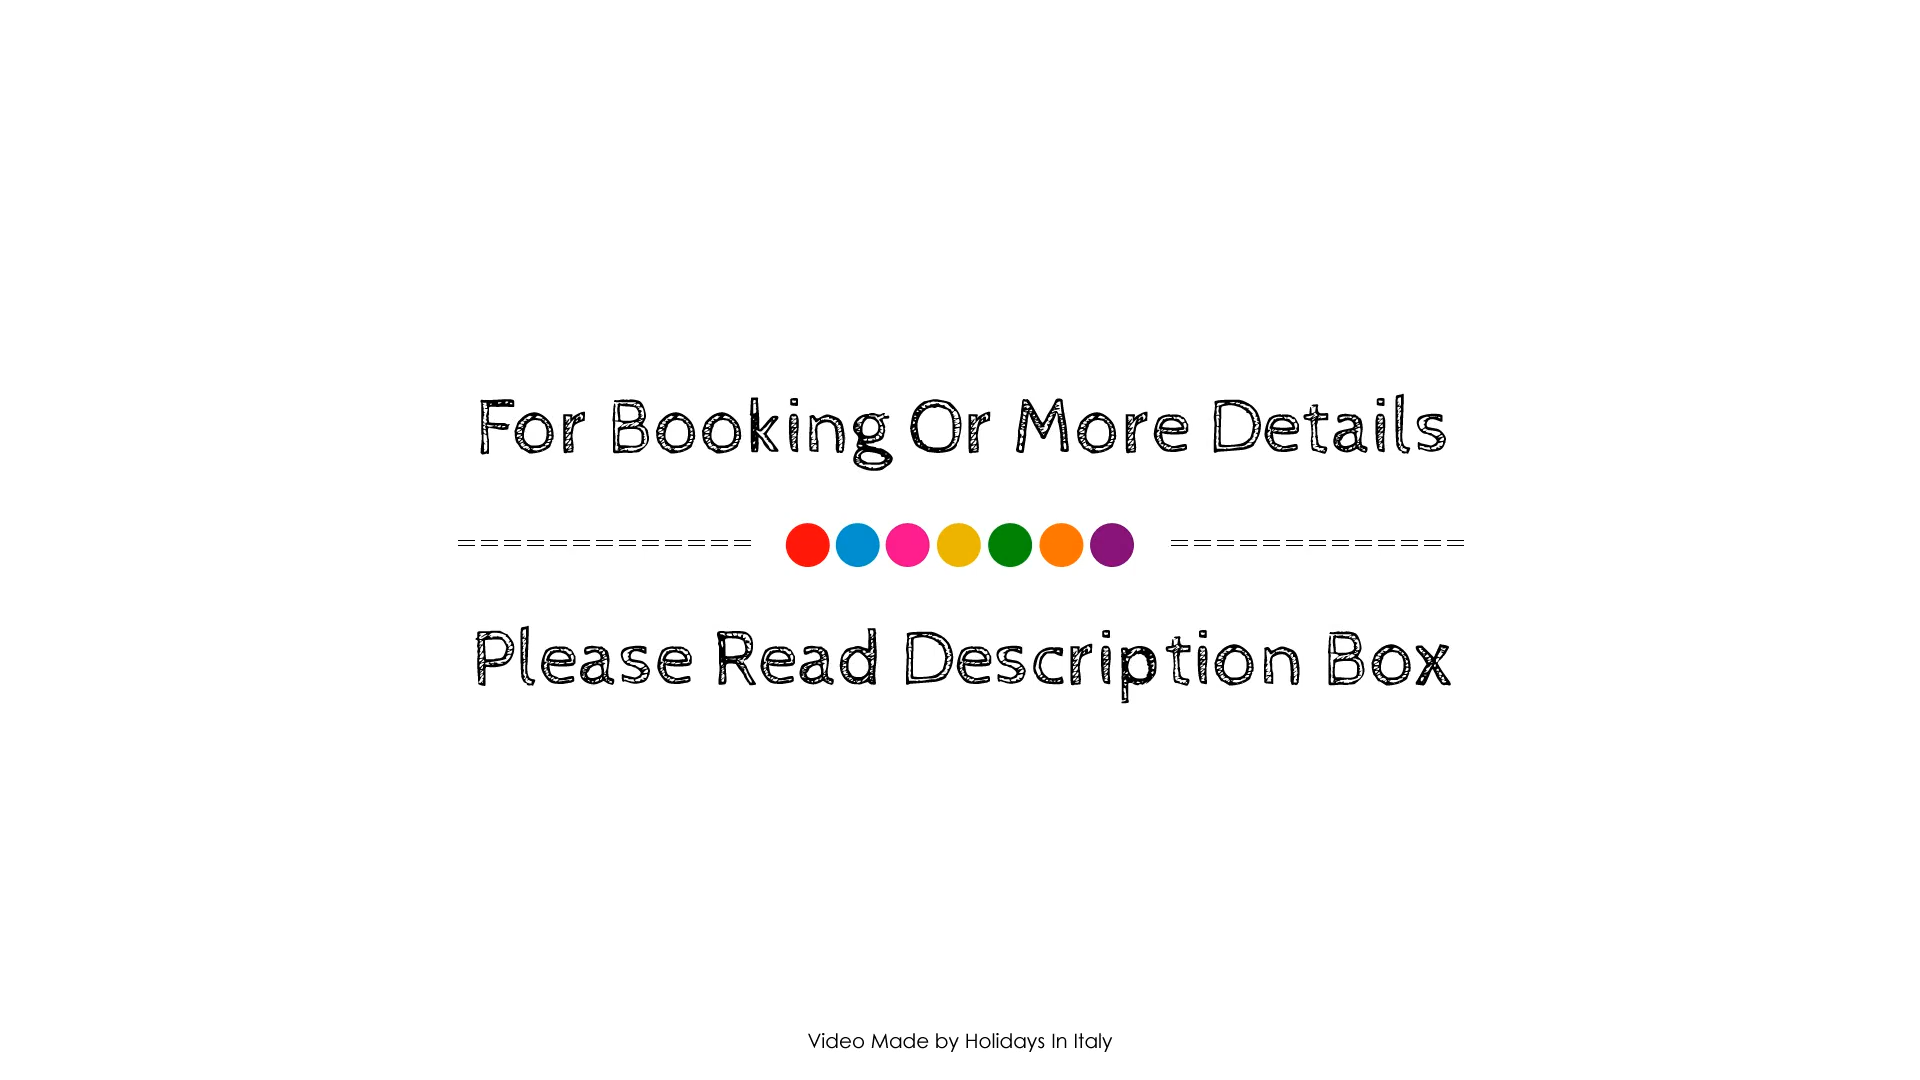 For Booking Or More Details
============= =============
Please Read Description Box
Video Made by Holidays In Italy